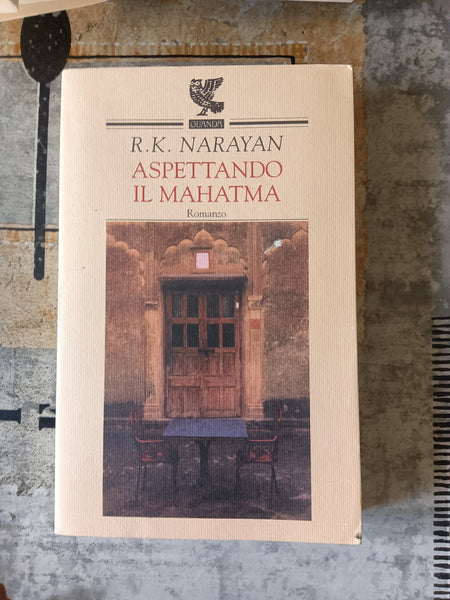 GUANDA
R.K. NARAYAN
ASPETTANDO
IL MAHATMA
Romanzo